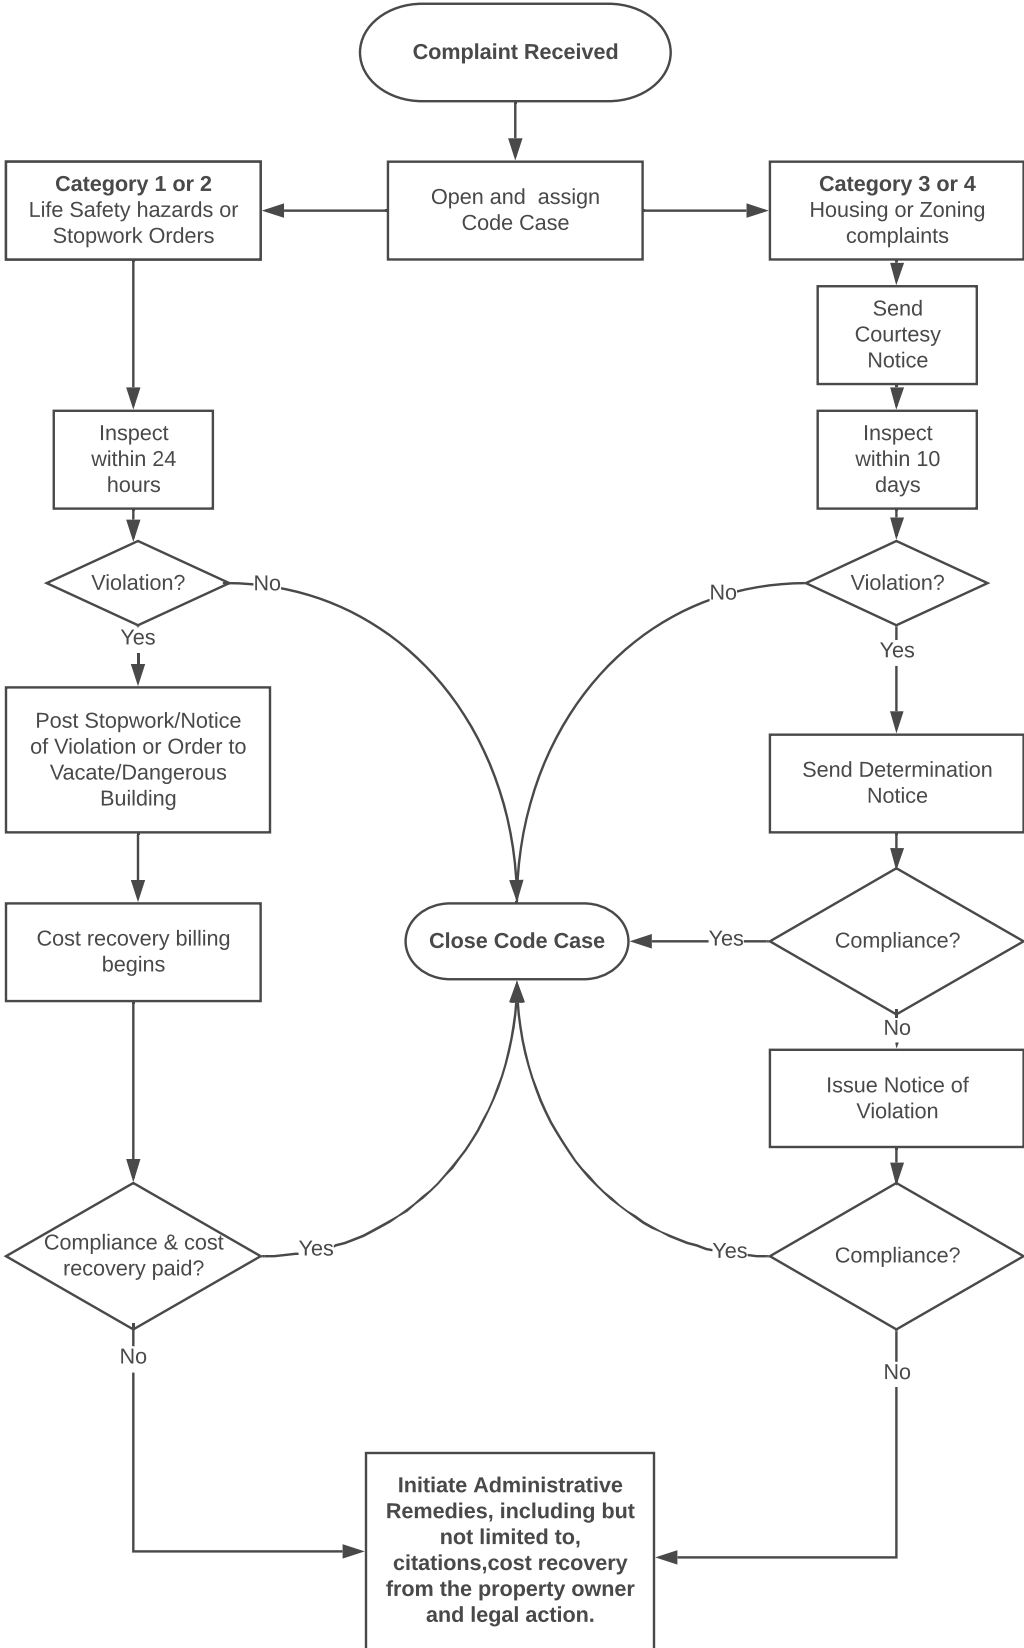 Complaint Received
Category 1 or 2
Life Safety hazards or
Stopwork Orders
Open and  assign
Code Case
Category 3 or 4
Housing or Zoning
complaints
Send
Courtesy
Notice
Inspect
within 24
hours
Inspect
within 10
days
Violation?
No
No
Violation?
Yes
Yes
Post Stopwork/Notice
of Violation or Order to
Vacate/Dangerous
Building
Send Determination
Notice
Cost recovery billing
begins
Close Code Case
Yes
Compliance?
No
Issue Notice of
Violation
Compliance & cost
recovery paid?
Yes
Yes
Compliance?
No
No
Initiate Administrative
Remedies, including but
not limited to,
citations,cost recovery
from the property owner
and legal action.